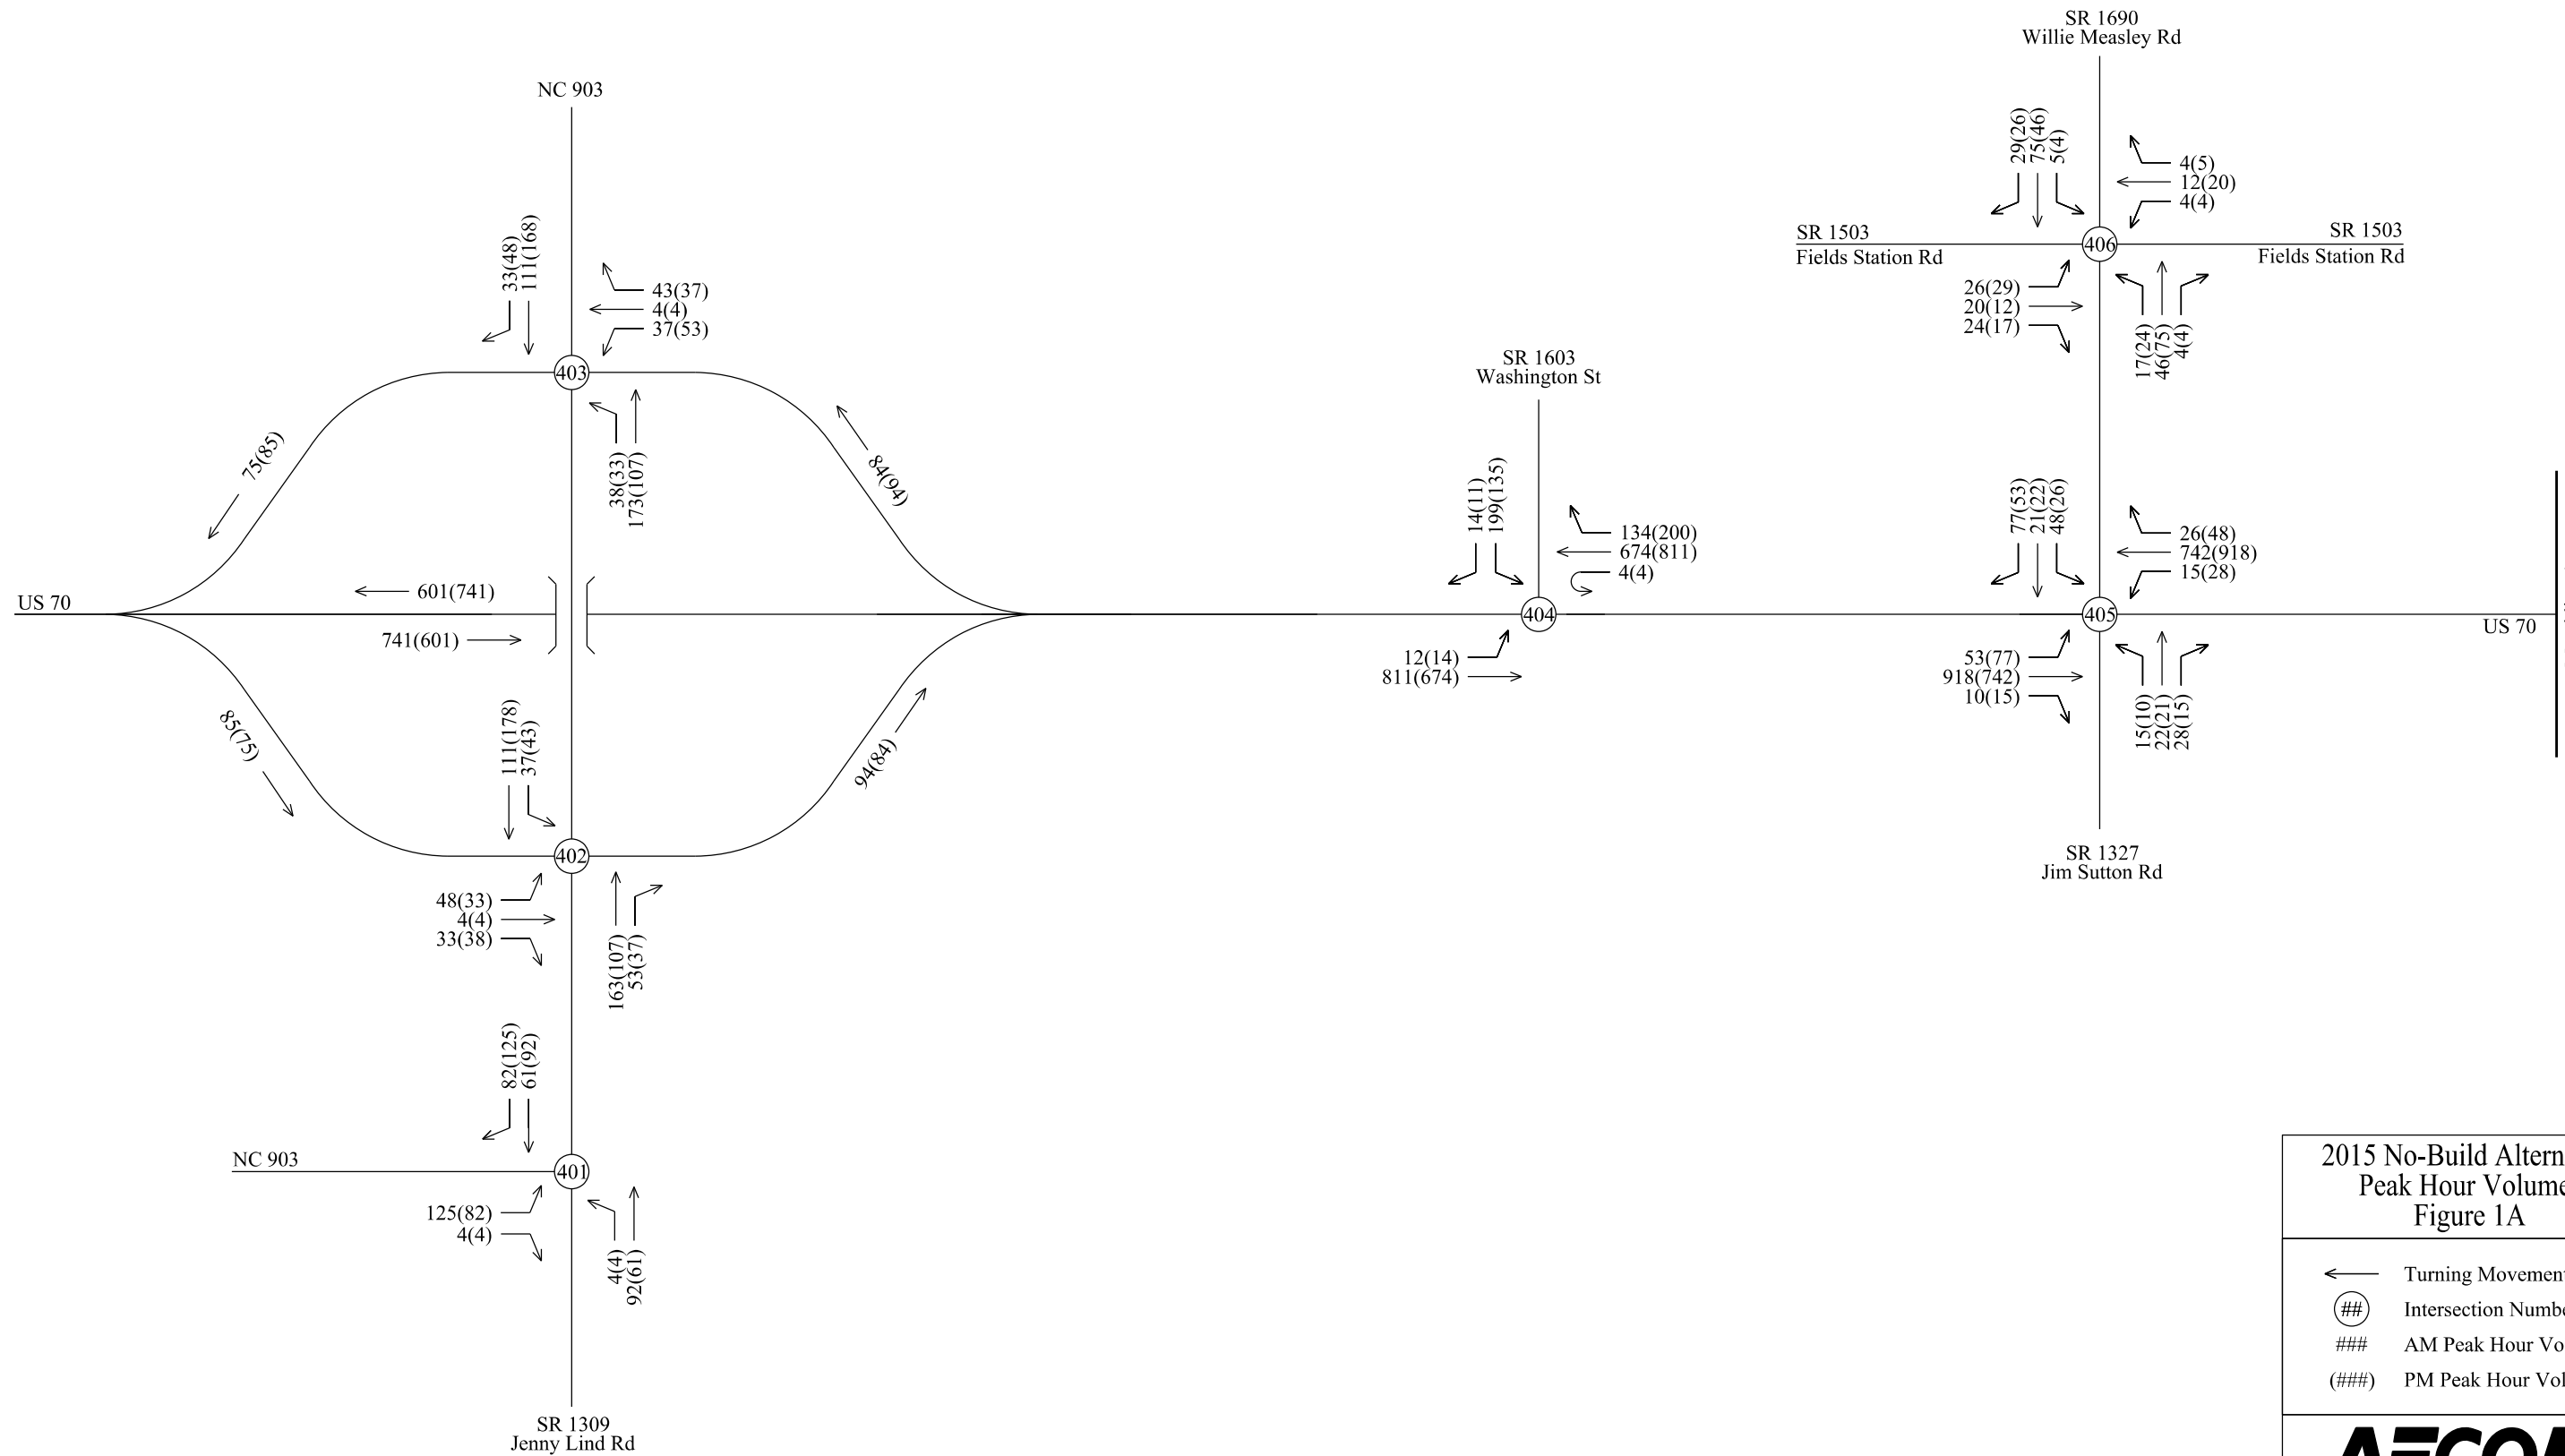 SR 1690
Willie Measley Rd
NC 903
29(26)
75(46)
5(4)
4(5)
12(20)
4(4)
33(48)
111(168)
43(37)
4(4)
37(53)
SR 1503
Fields Station Rd
406
SR 1503
Fields Station Rd
26(29)
20(12)
24(17)
17(24)
46(75)
4(4)
403
SR 1603
Washington St
38(33)
173(107)
75(85)
84(94)
14(11)
199(135)
134(200)
674(811)
4(4)
77(53)
21(22)
48(26)
26(48)
742(918)
15(28)
US 70
601(741)
741(601)
404
405
US 70
12(14)
811(674)
53(77)
918(742)
10(15)
15(10)
22(21)
28(15)
85(75)
111(178)
37(43)
94(84)
402
SR 1327
Jim Sutton Rd
48(33)
4(4)
33(38)
163(107)
53(37)
82(125)
61(92)
NC 903
401
125(82)
4(4)
4(4)
92(61)
SR 1309
Jenny Lind Rd
2015 No-Build Altern
Peak Hour Volume
Figure 1A
Turning Movement
## Intersection Numbe
### AM Peak Hour Vo
(###) PM Peak Hour Vol
AECOM